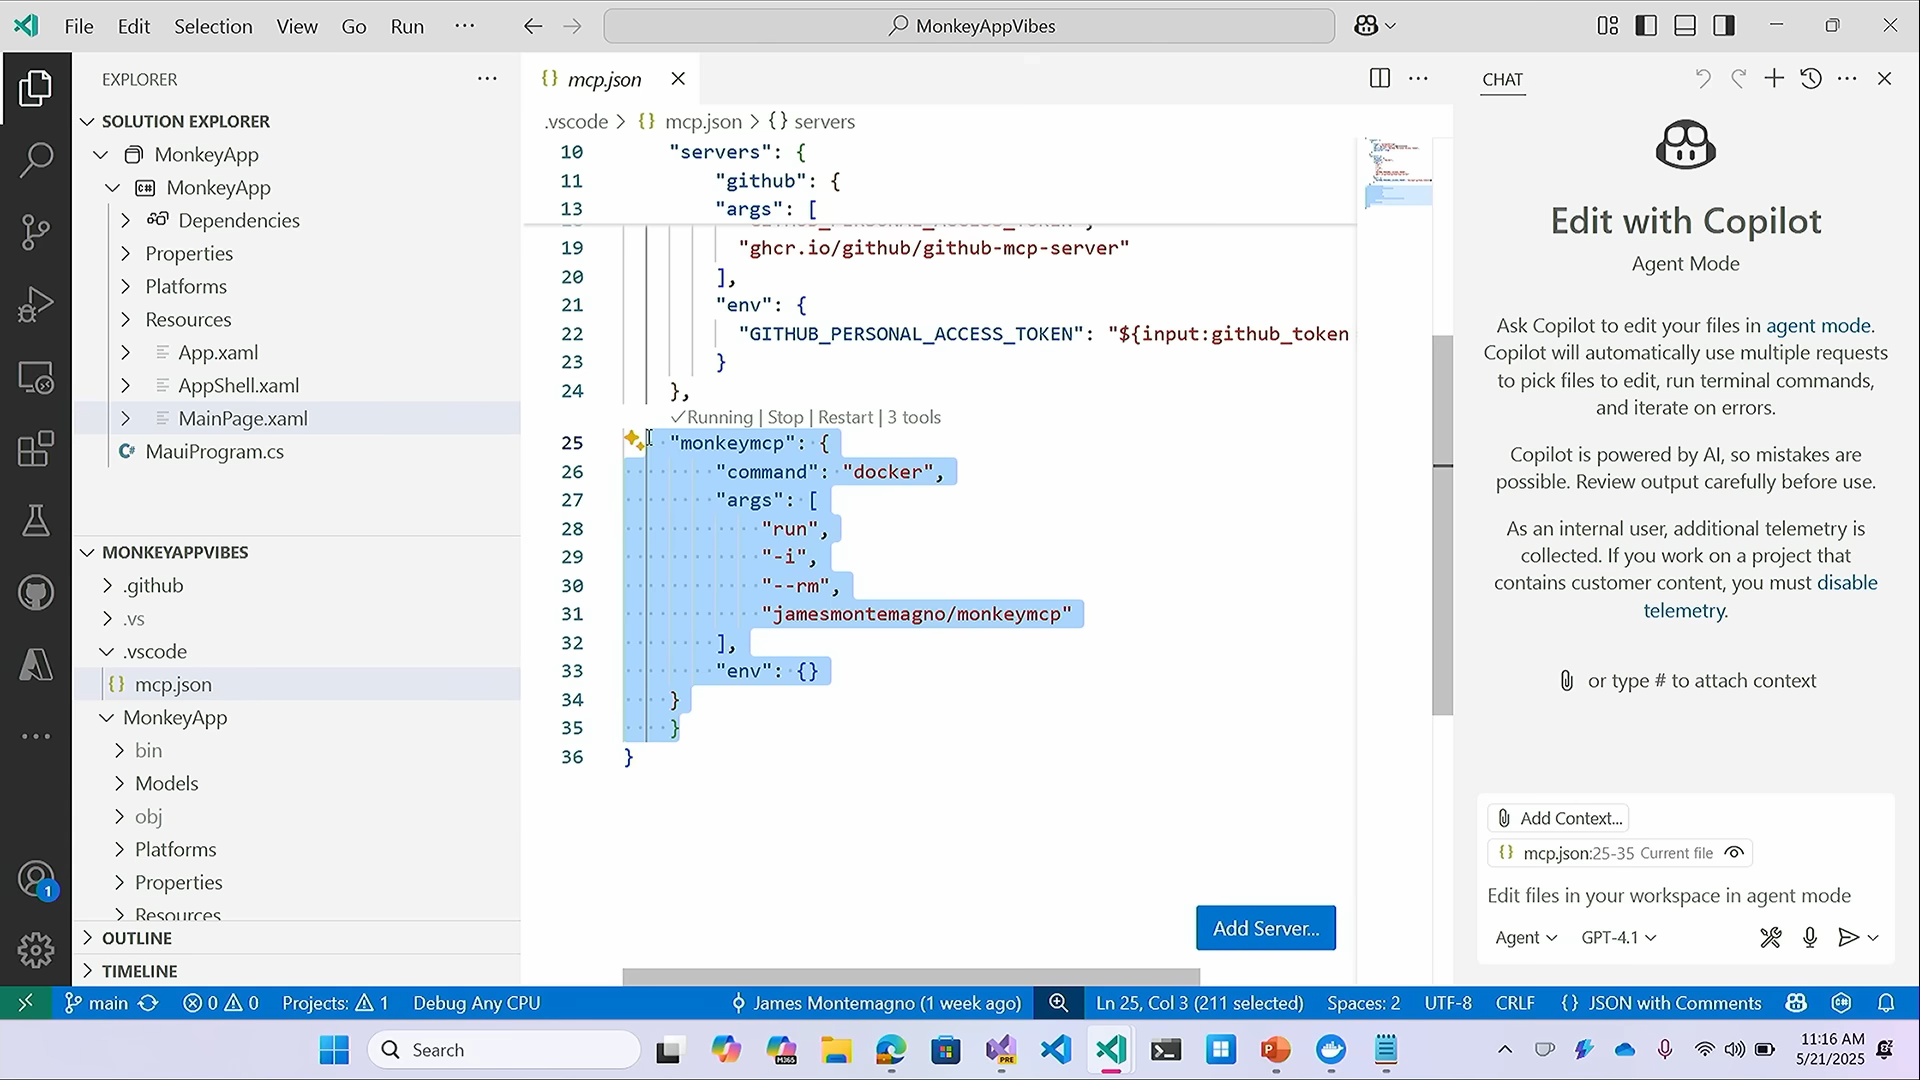 File Edit Selection View Go Run ··· MonkeyAppVibes
EXPLORER ···
SOLUTION EXPLORER
MonkeyApp
MonkeyApp
Dependencies
Properties
Platforms
Resources
App.xaml
AppShell.xaml
MainPage.xaml
MauiProgram.cs
MONKEYAPPVIBES
.github
.vs
.vscode
mcp.json
MonkeyApp
bin
Models
obj
Platforms
Properties
Resources
OUTLINE
TIMELINE
mcp.json
.vscode > {} mcp.json > {} servers
10 "servers": {
11 "github": {
13 "args": [
19 "ghcr.io/github/github-mcp-server"
20 ],
21 "env": {
22 "GITHUB_PERSONAL_ACCESS_TOKEN": "${input:github_token
23 }
24 },
✓Running | Stop | Restart | 3 tools
25 "monkeymcp": {
26 "command": "docker",
27 "args": [
28 "run",
29 "-i",
30 "--rm",
31 "jamesmontemagno/monkeymcp"
32 ],
33 "env": {}
34 }
35 }
36 }
Add Server...
CHAT
Edit with Copilot
Agent Mode
Ask Copilot to edit your files in agent mode.
Copilot will automatically use multiple requests
to pick files to edit, run terminal commands,
and iterate on errors.
Copilot is powered by AI, so mistakes are
possible. Review output carefully before use.
As an internal user, additional telemetry is
collected. If you work on a project that
contains customer content, you must disable
telemetry.
or type # to attach context
Add Context...
{} mcp.json:25-35 Current file
Edit files in your workspace in agent mode
Agent GPT-4.1
1
main 0 0 Projects: 1 Debug Any CPU James Montemagno (1 week ago) Ln 25, Col 3 (211 selected) Spaces: 2 UTF-8 CRLF {} JSON with Comments
Search
M365
PRE
11:16 AM
5/21/2025